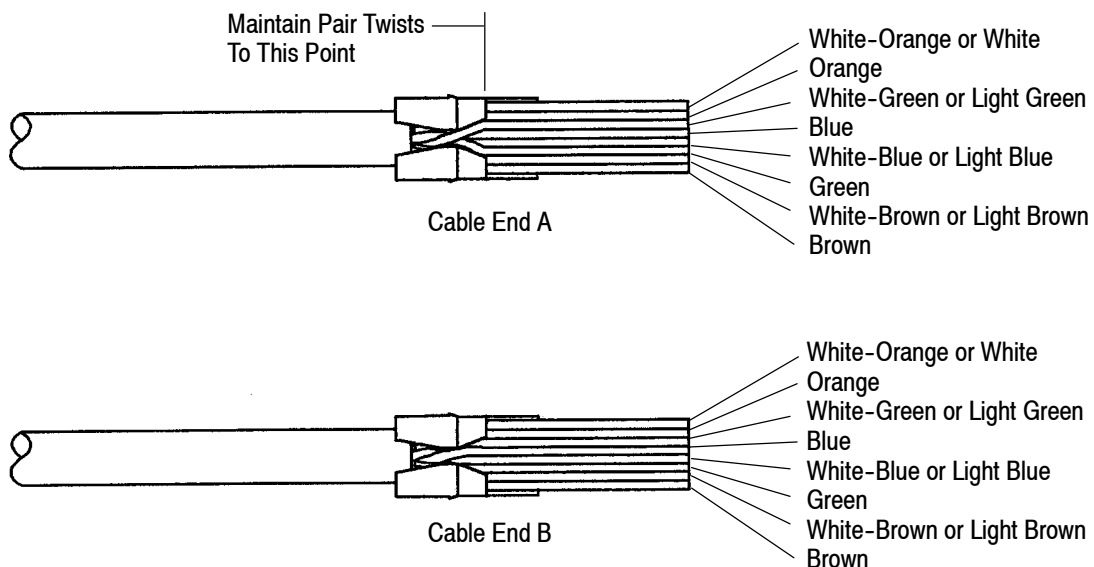 Maintain Pair Twists
To This Point
White-Orange or White
Orange
White-Green or Light Green
Blue
White-Blue or Light Blue
Green
White-Brown or Light Brown
Brown
Cable End A
White-Orange or White
Orange
White-Green or Light Green
Blue
White-Blue or Light Blue
Green
White-Brown or Light Brown
Brown
Cable End B